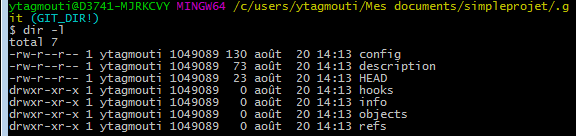 ytagmouti@D3741-MJRKCVY MINGW64 /c/users/ytagmouti/Mes documents/simpleprojet/.g
it (GIT_DIR!)
$ dir -l
total 7
-rw-r--r-- 1 ytagmouti 1049089 130 août  20 14:13 config
-rw-r--r-- 1 ytagmouti 1049089  73 août  20 14:13 description
-rw-r--r-- 1 ytagmouti 1049089  23 août  20 14:13 HEAD
drwxr-xr-x 1 ytagmouti 1049089   0 août  20 14:13 hooks
drwxr-xr-x 1 ytagmouti 1049089   0 août  20 14:13 info
drwxr-xr-x 1 ytagmouti 1049089   0 août  20 14:13 objects
drwxr-xr-x 1 ytagmouti 1049089   0 août  20 14:13 refs